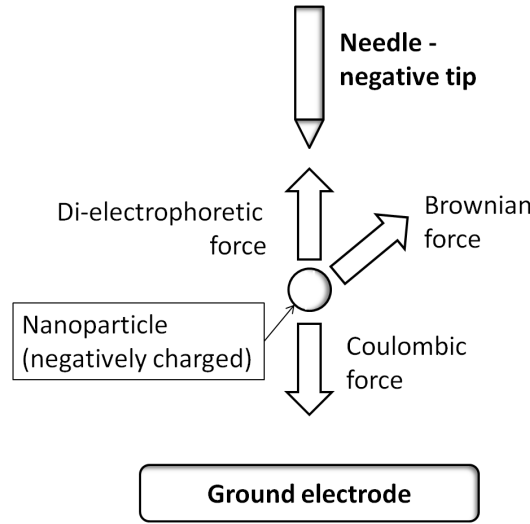 Needle -
negative tip
Di-electrophoretic
force
Brownian
force
Nanoparticle
(negatively charged)
Coulombic
force
Ground electrode